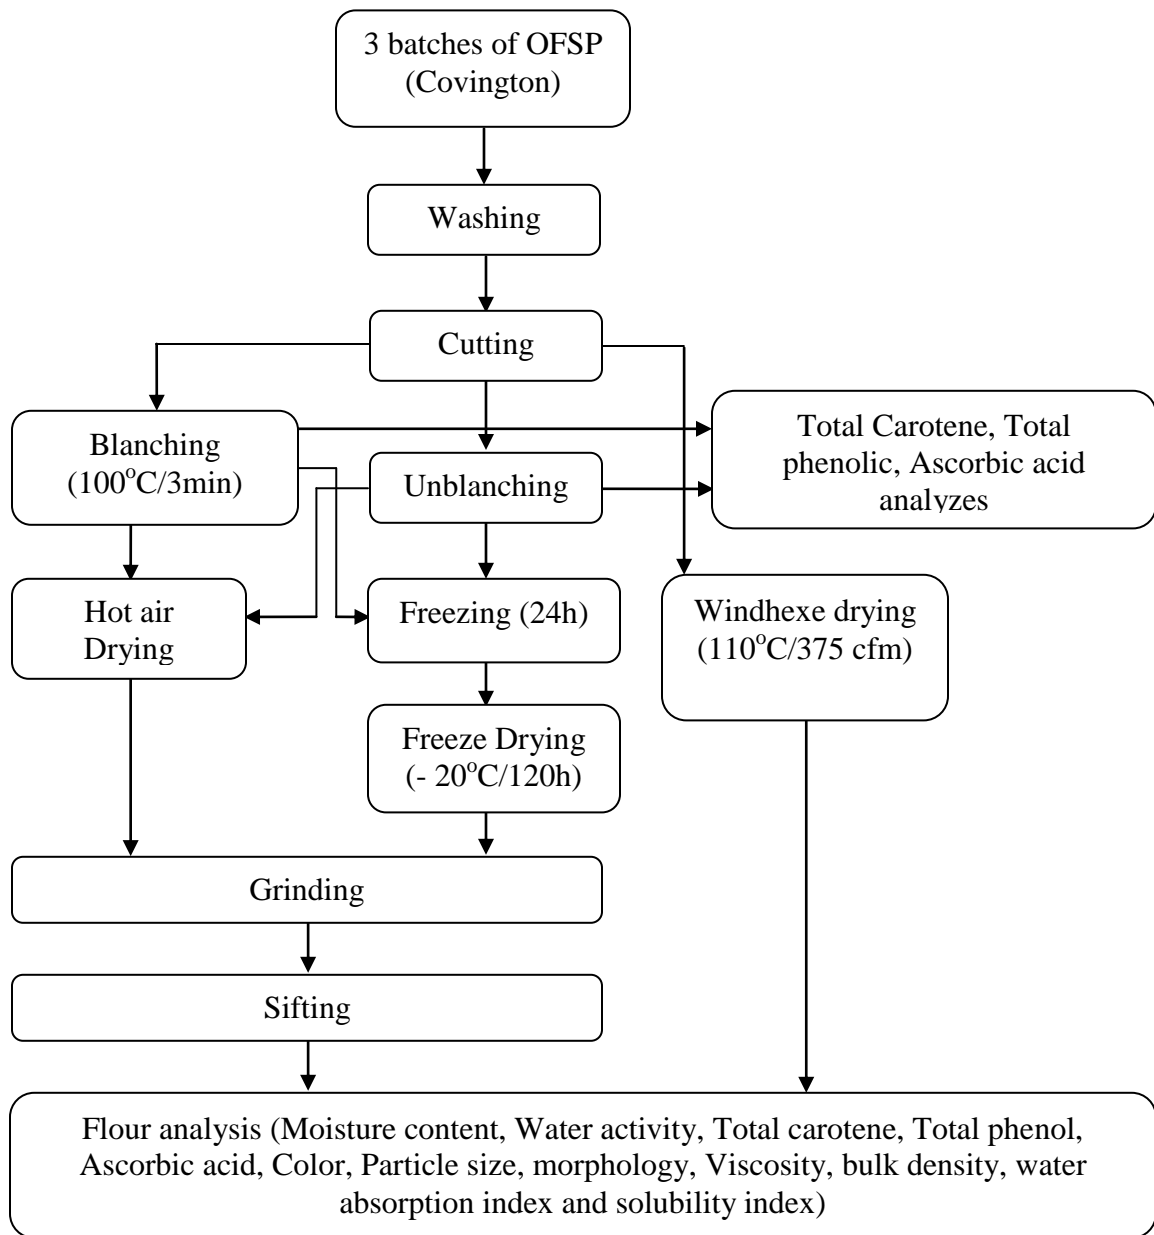 3 batches of OFSP
(Covington)
Washing
Cutting
Blanching
(100°C/3min)
Unblanching
Total Carotene, Total
phenolic, Ascorbic acid
analyzes
Hot air
Drying
Freezing (24h)
Windhexe drying
(110°C/375 cfm)
Freeze Drying
(- 20°C/120h)
Grinding
Sifting
Flour analysis (Moisture content, Water activity, Total carotene, Total phenol,
Ascorbic acid, Color, Particle size, morphology, Viscosity, bulk density, water
absorption index and solubility index)